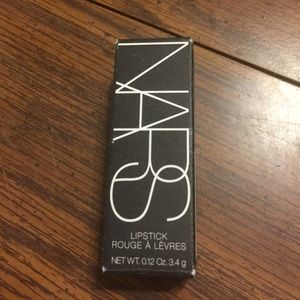 NARS
LIPSTICK
ROUGE À LÈVRES
NET WT. 0.12 Oz. 3.4 g